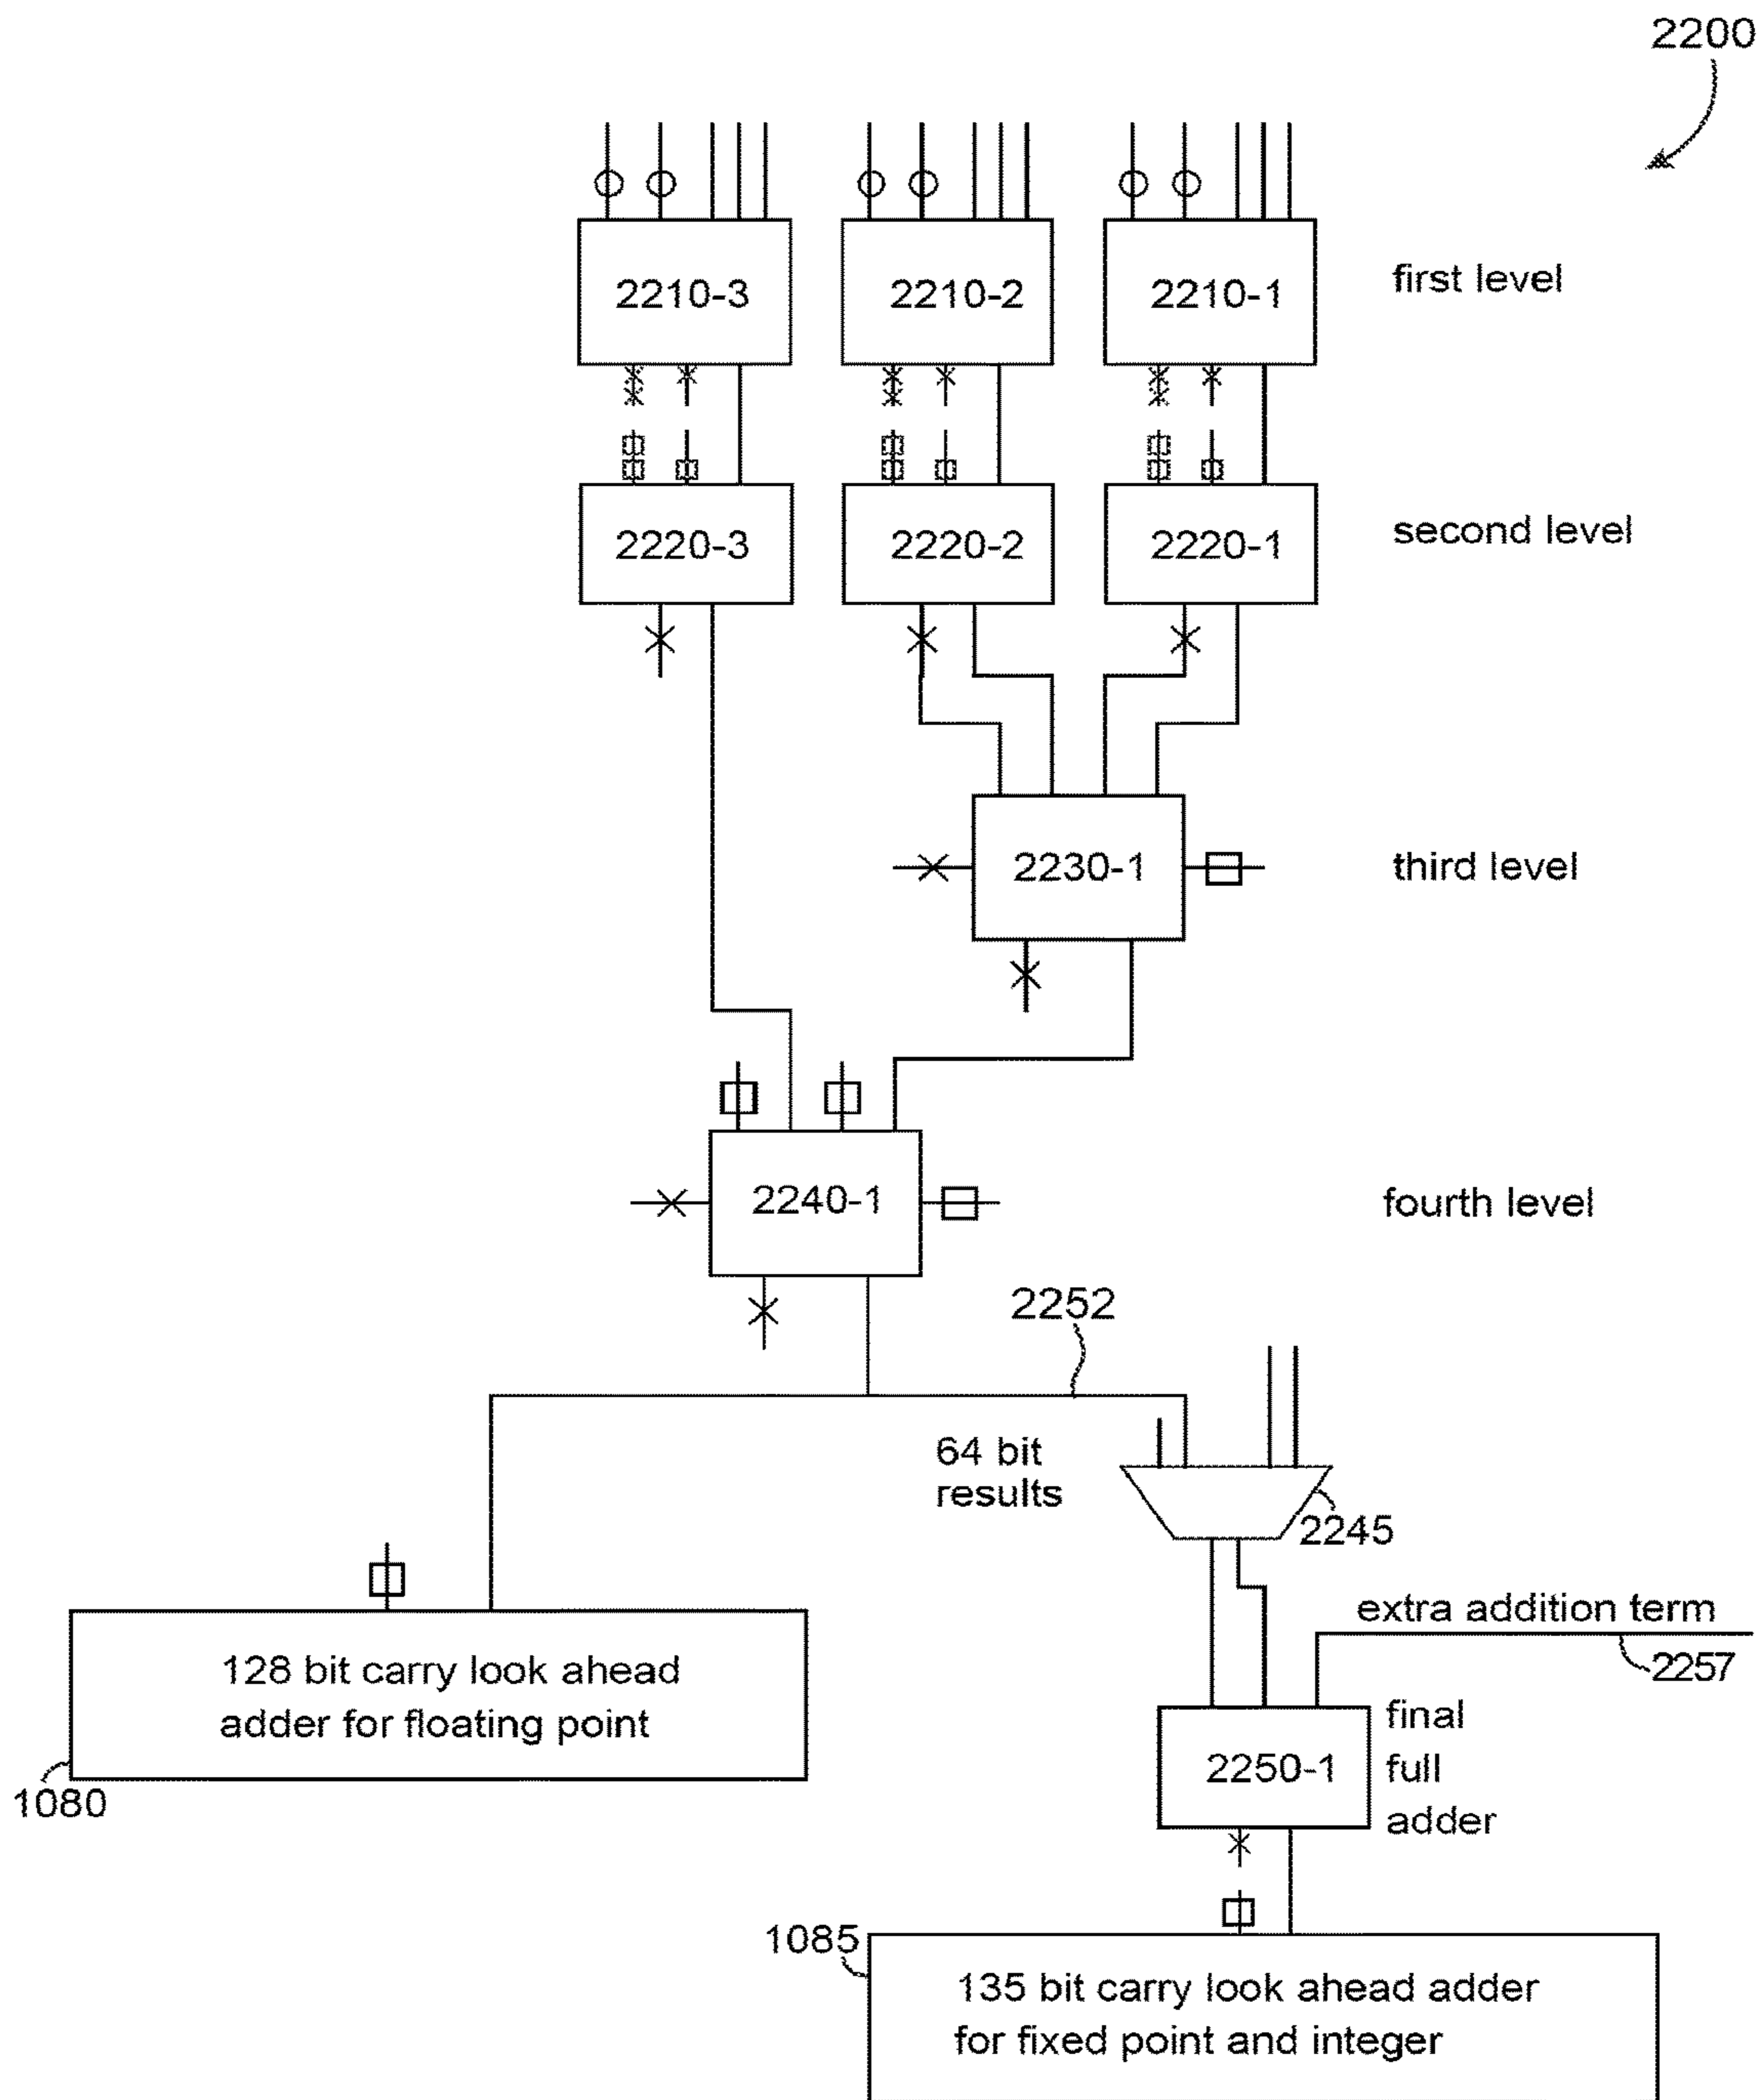 2200
2210-3
2210-2
2210-1
first level
2220-3
2220-2
2220-1
second level
2230-1
third level
2240-1
fourth level
2252
64 bit
results
2245
extra addition term
2257
128 bit carry look ahead
adder for floating point
1080
2250-1
final
full
adder
1085
135 bit carry look ahead adder
for fixed point and integer